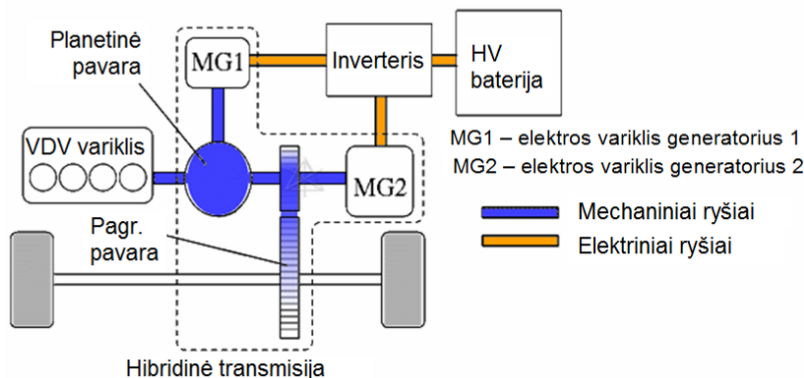 Planetinė
pavara
MG1
Inverteris
HV
baterija
VDV variklis
MG2
MG1 – elektros variklis generatorius 1
MG2 – elektros variklis generatorius 2
Mechaniniai ryšiai
Elektriniai ryšiai
Pagr.
pavara
Hibridinė transmisija